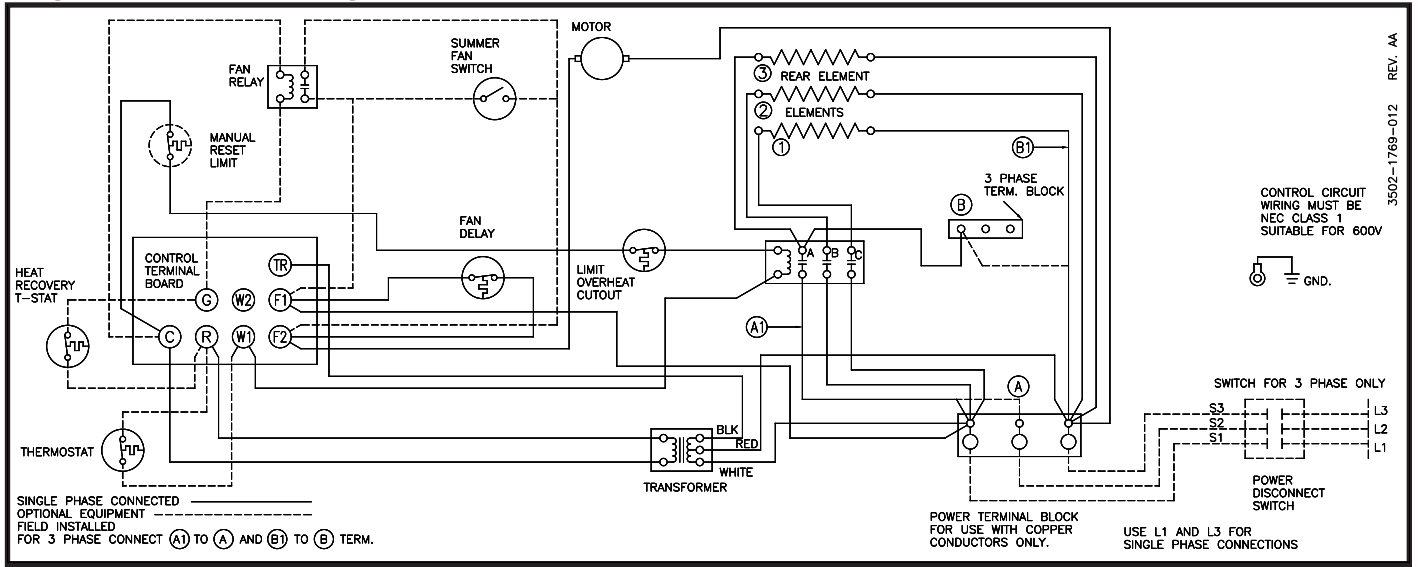 MOTOR
SUMMER
FAN
SWITCH
FAN
RELAY
3 REAR ELEMENT
2 ELEMENTS
1
B1
3 PHASE
TERM. BLOCK
B
MANUAL
RESET
LIMIT
CONTROL CIRCUIT
WIRING MUST BE
NEC CLASS 1
SUITABLE FOR 600V
3502-1769-012 REV. AA
GND.
FAN
DELAY
LIMIT
OVERHEAT
CUTOUT
A B C
HEAT
RECOVERY
T-STAT
CONTROL
TERMINAL
BOARD
TR
G W2 F1
C R W1 F2
A1
A
SWITCH FOR 3 PHASE ONLY
S3
S2
S1
L3
L2
L1
THERMOSTAT
BLK
RED
WHITE
TRANSFORMER
POWER
DISCONNECT
SWITCH
SINGLE PHASE CONNECTED
OPTIONAL EQUIPMENT
FIELD INSTALLED
FOR 3 PHASE CONNECT A1 TO A AND B1 TO B TERM.
POWER TERMINAL BLOCK
FOR USE WITH COPPER
CONDUCTORS ONLY.
USE L1 AND L3 FOR
SINGLE PHASE CONNECTIONS